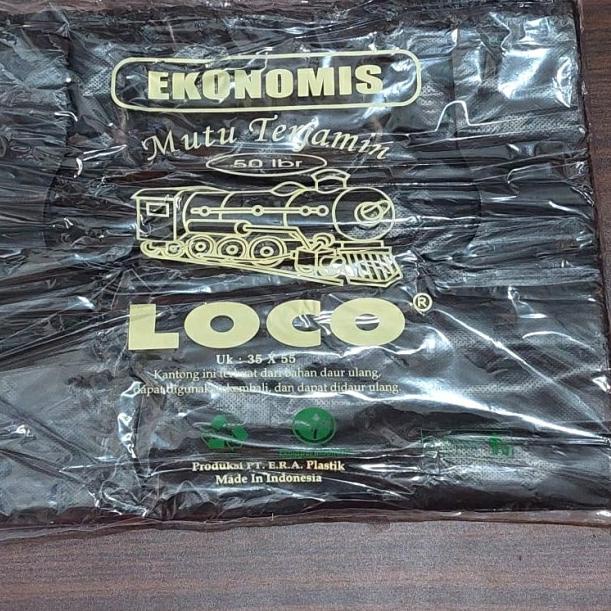 EKONOMIS
Mutu Terjamin
50 lbr
LOCO ®
Uk : 35 X 55
Kantong ini terbuat dari bahan daur ulang,
dapat digunakan kembali, dan dapat didaur ulang.
Produksi PT. E.R.A. Plastik
Made In Indonesia